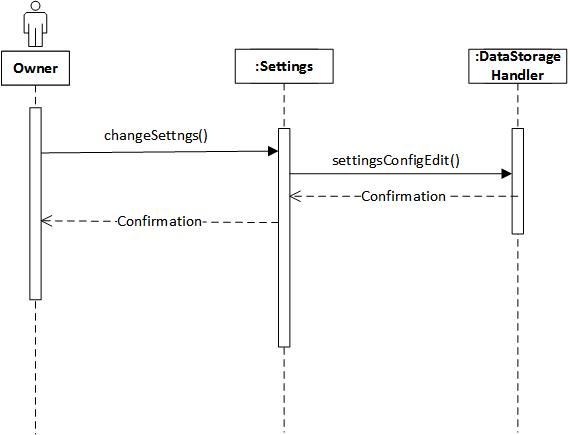 Owner
:Settings
:DataStorage
Handler
changeSettngs()
settingsConfigEdit()
Confirmation
Confirmation